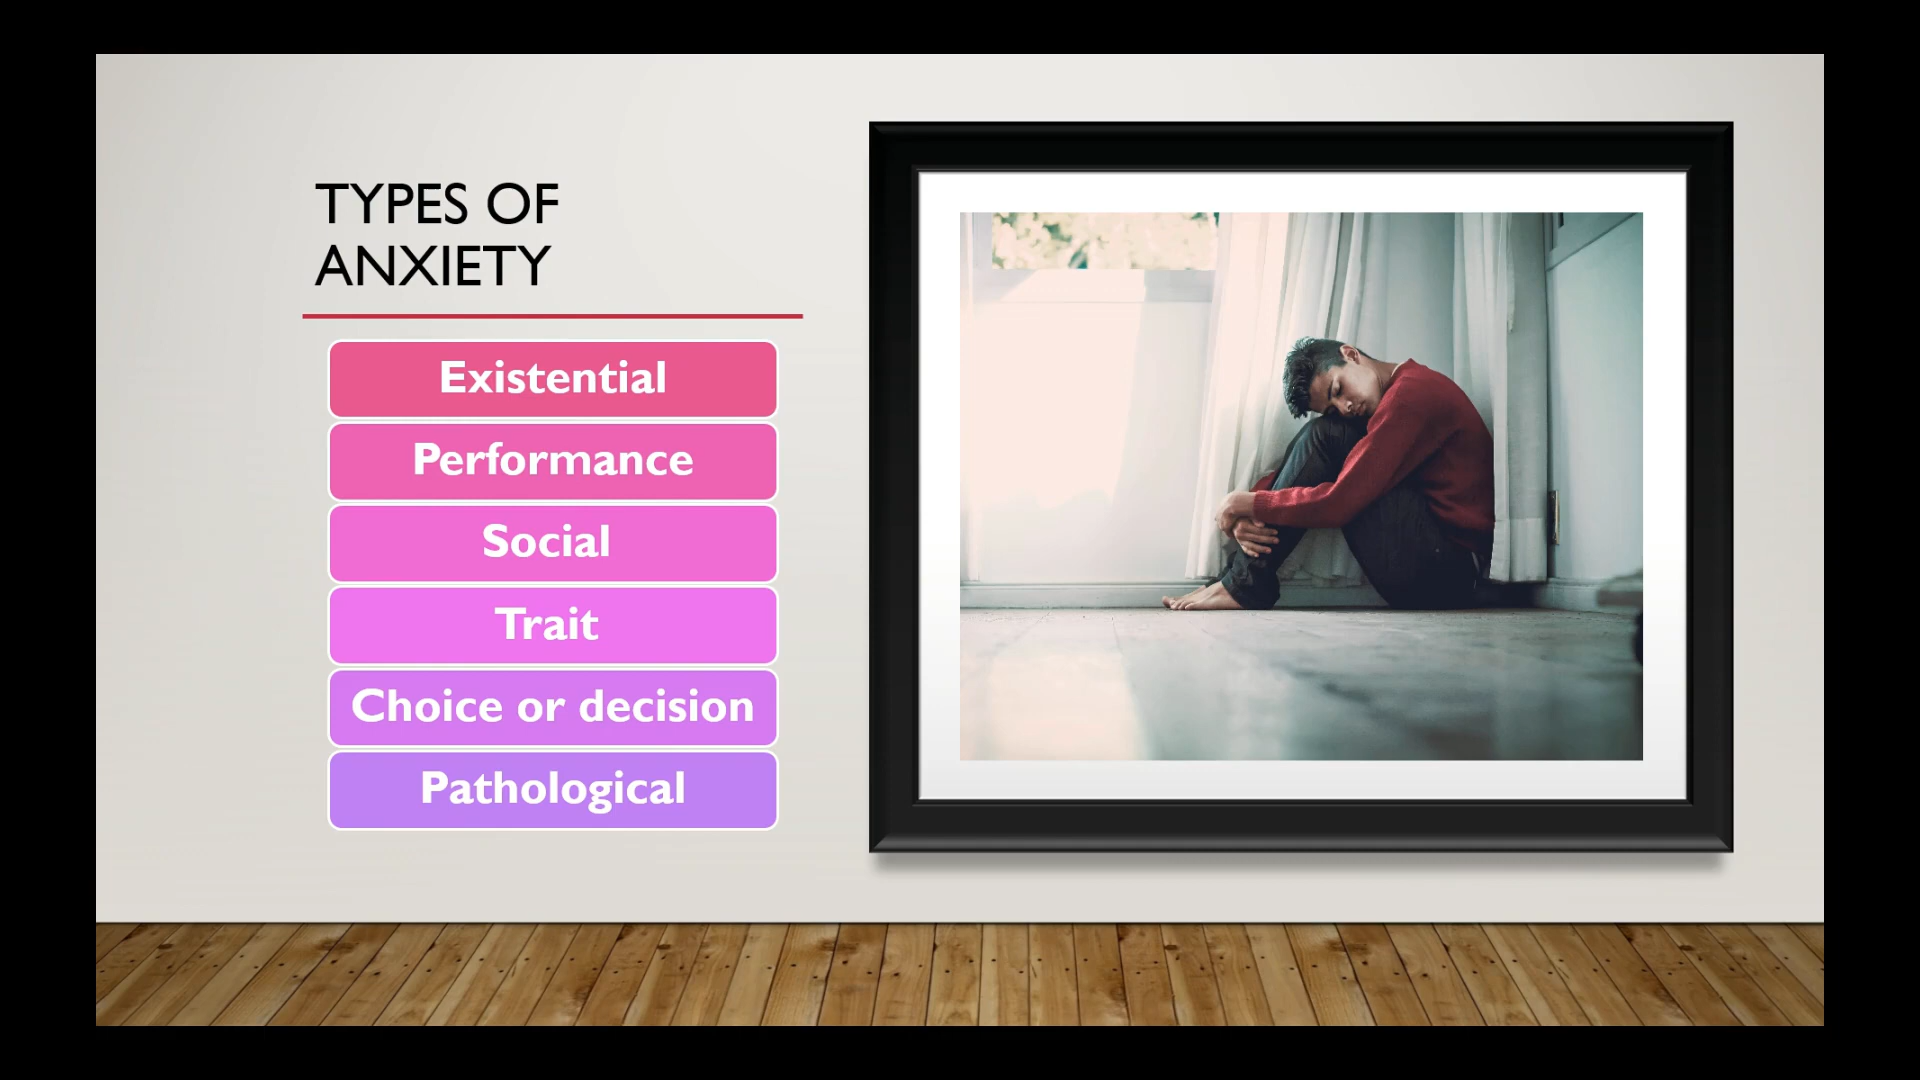 TYPES OF
ANXIETY
Existential
Performance
Social
Trait
Choice or decision
Pathological